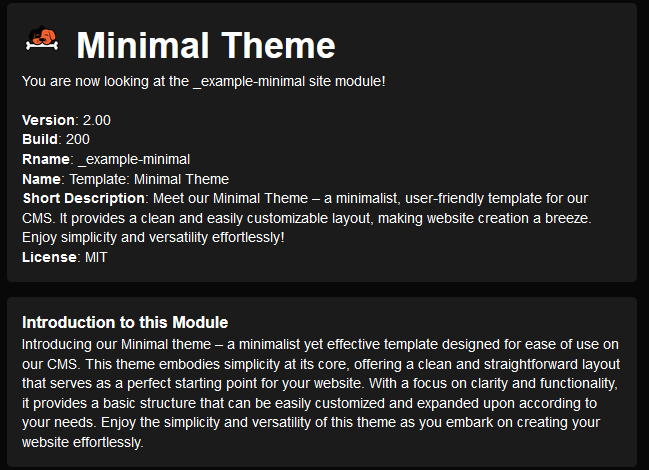 Minimal Theme
You are now looking at the _example-minimal site module!
Version: 2.00
Build: 200
Rname: _example-minimal
Name: Template: Minimal Theme
Short Description: Meet our Minimal Theme – a minimalist, user-friendly template for our
CMS. It provides a clean and easily customizable layout, making website creation a breeze.
Enjoy simplicity and versatility effortlessly!
License: MIT
Introduction to this Module
Introducing our Minimal theme – a minimalist yet effective template designed for ease of use on
our CMS. This theme embodies simplicity at its core, offering a clean and straightforward layout
that serves as a perfect starting point for your website. With a focus on clarity and functionality,
it provides a basic structure that can be easily customized and expanded upon according to
your needs. Enjoy the simplicity and versatility of this theme as you embark on creating your
website effortlessly.